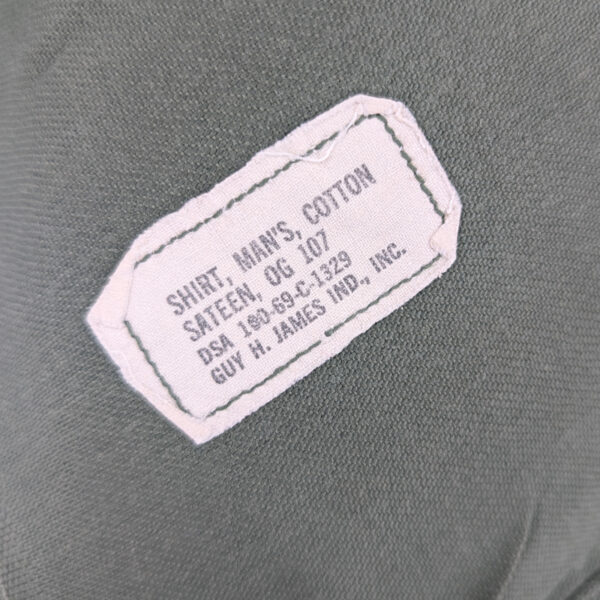 SHIRT, MAN'S, COTTON
SATEEN, OG 107
DSA 100-69-C-1329
GUY H. JAMES IND., INC.